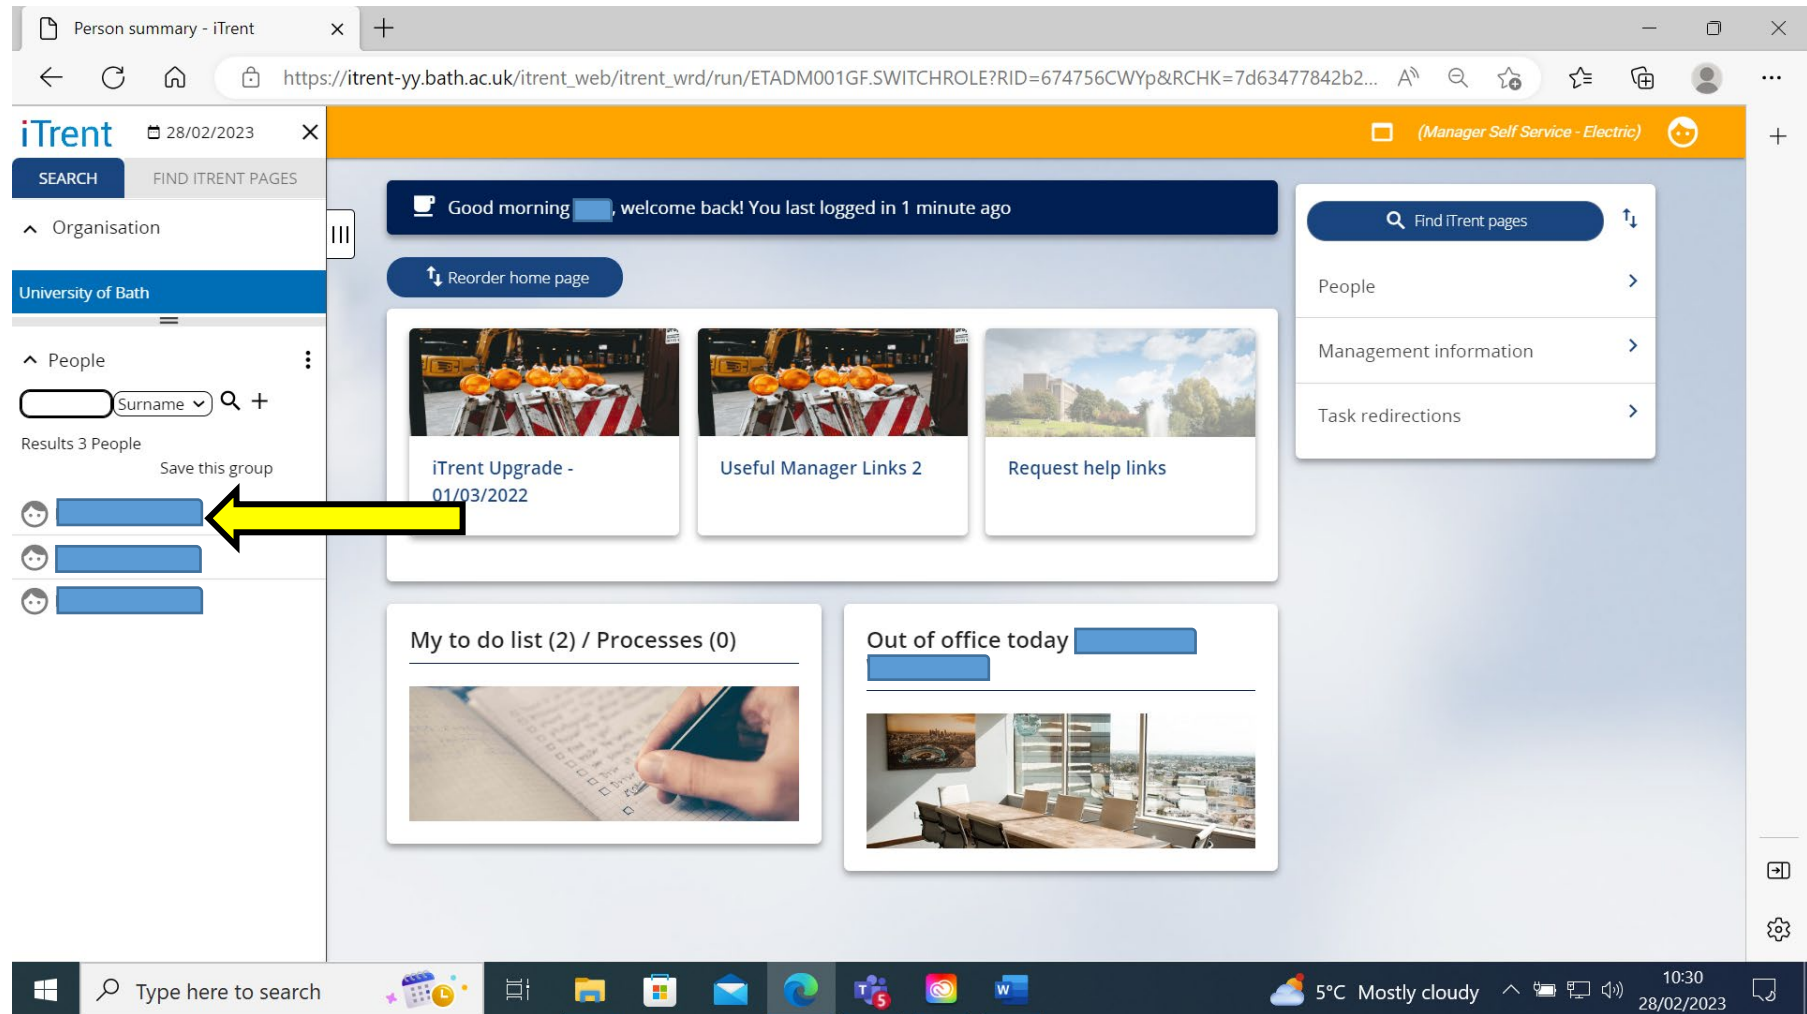 Person summary - iTrent
https://itrent-yy.bath.ac.uk/itrent_web/itrent_wrd/run/ETADM001GF.SWITCHROLE?RID=674756CWYp&RCHK=7d63477842b2...
iTrent 28/02/2023
(Manager Self Service - Electric)
SEARCH FIND ITRENT PAGES
Organisation
University of Bath
People
Surname
Results 3 People
Save this group
Good morning , welcome back! You last logged in 1 minute ago
Reorder home page
iTrent Upgrade -
01/03/2022
Useful Manager Links 2
Request help links
My to do list (2) / Processes (0)
Out of office today
Find iTrent pages
People
Management information
Task redirections
Type here to search
5°C Mostly cloudy
10:30
28/02/2023